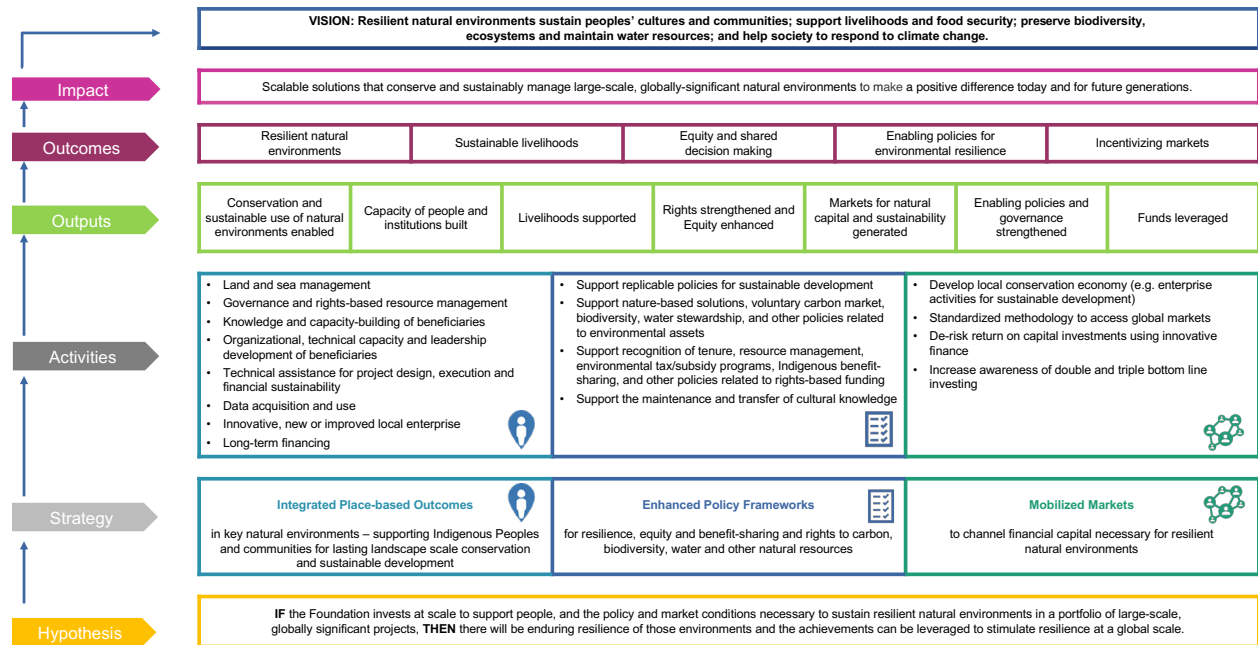 VISION: Resilient natural environments sustain peoples' cultures and communities; support livelihoods and food security; preserve biodiversity,
ecosystems and maintain water resources; and help society to respond to climate change.
Impact
Scalable solutions that conserve and sustainably manage large-scale, globally-significant natural environments to make a positive difference today and for future generations.
Outcomes
Resilient natural
environments
Sustainable livelihoods
Equity and shared
decision making
Enabling policies for
environmental resilience
Incentivizing markets
Outputs
Conservation and
sustainable use of natural
environments enabled
Capacity of people and
institutions built
Livelihoods supported
Rights strengthened and
Equity enhanced
Markets for natural
capital and sustainability
generated
Enabling policies and
governance
strengthened
Funds leveraged
Activities
• Land and sea management
• Governance and rights-based resource management
• Knowledge and capacity-building of beneficiaries
• Organizational, technical capacity and leadership
development of beneficiaries
• Technical assistance for project design, execution and
financial sustainability
• Data acquisition and use
• Innovative, new or improved local enterprise
• Long-term financing
• Support replicable policies for sustainable development
• Support nature-based solutions, voluntary carbon market,
biodiversity, water stewardship, and other policies related
to environmental assets
• Support recognition of tenure, resource management,
environmental tax/subsidy programs, Indigenous benefit-
sharing, and other policies related to rights-based funding
• Support the maintenance and transfer of cultural knowledge
• Develop local conservation economy (e.g. enterprise
activities for sustainable development)
• Standardized methodology to access global markets
• De-risk return on capital investments using innovative
finance
• Increase awareness of double and triple bottom line
investing
Strategy
Integrated Place-based Outcomes
in key natural environments – supporting Indigenous Peoples
and communities for lasting landscape scale conservation
and sustainable development
Enhanced Policy Frameworks
for resilience, equity and benefit-sharing and rights to carbon,
biodiversity, water and other natural resources
Mobilized Markets
to channel financial capital necessary for resilient
natural environments
Hypothesis
IF the Foundation invests at scale to support people, and the policy and market conditions necessary to sustain resilient natural environments in a portfolio of large-scale,
globally significant projects, THEN there will be enduring resilience of those environments and the achievements can be leveraged to stimulate resilience at a global scale.